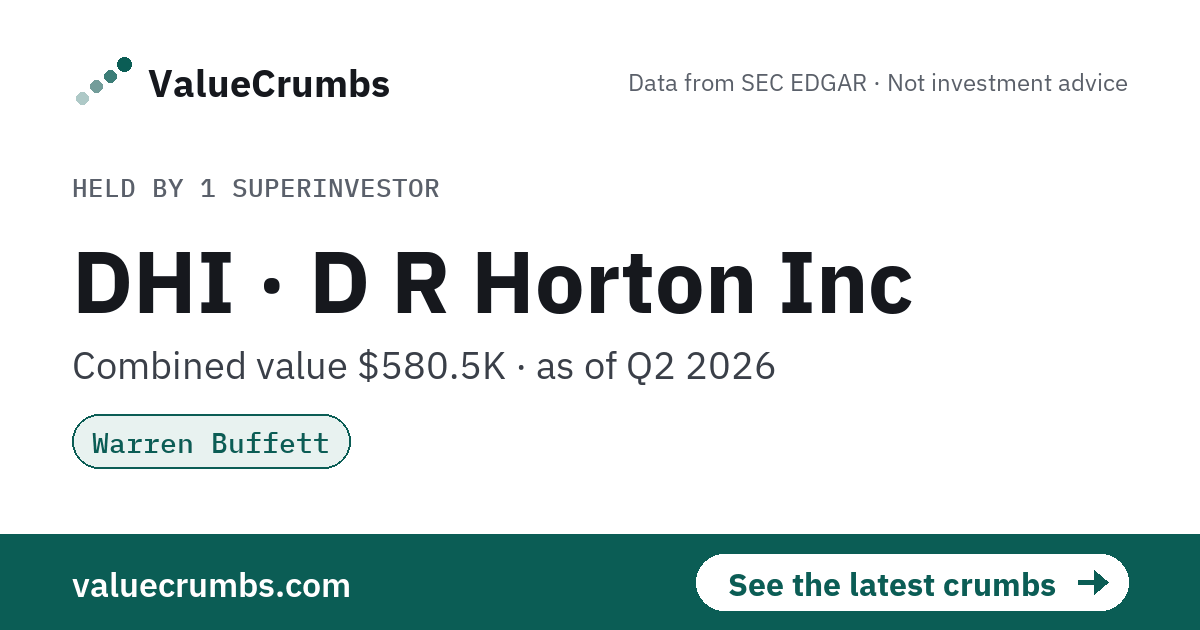 ValueCrumbs
Data from SEC EDGAR · Not investment advice
HELD BY 1 SUPERINVESTOR
DHI · D R Horton Inc
Combined value $580.5K · as of Q2 2026
Warren Buffett
valuecrumbs.com
See the latest crumbs →